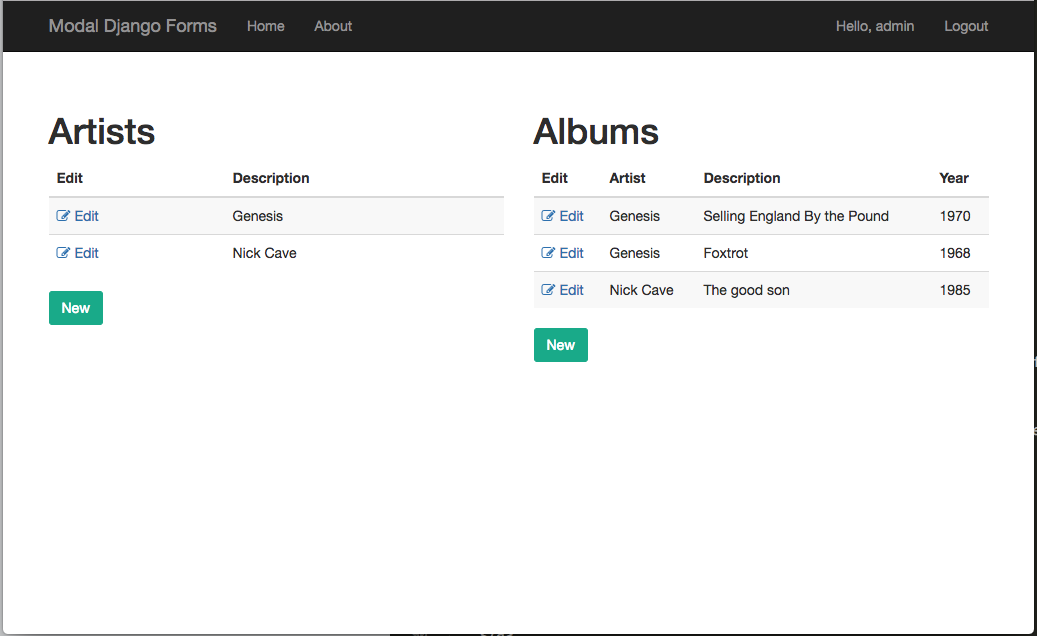 Modal Django Forms Home About Hello, admin Logout
Artists
Edit Description
Edit Genesis
Edit Nick Cave
New
Albums
Edit Artist Description Year
Edit Genesis Selling England By the Pound 1970
Edit Genesis Foxtrot 1968
Edit Nick Cave The good son 1985
New